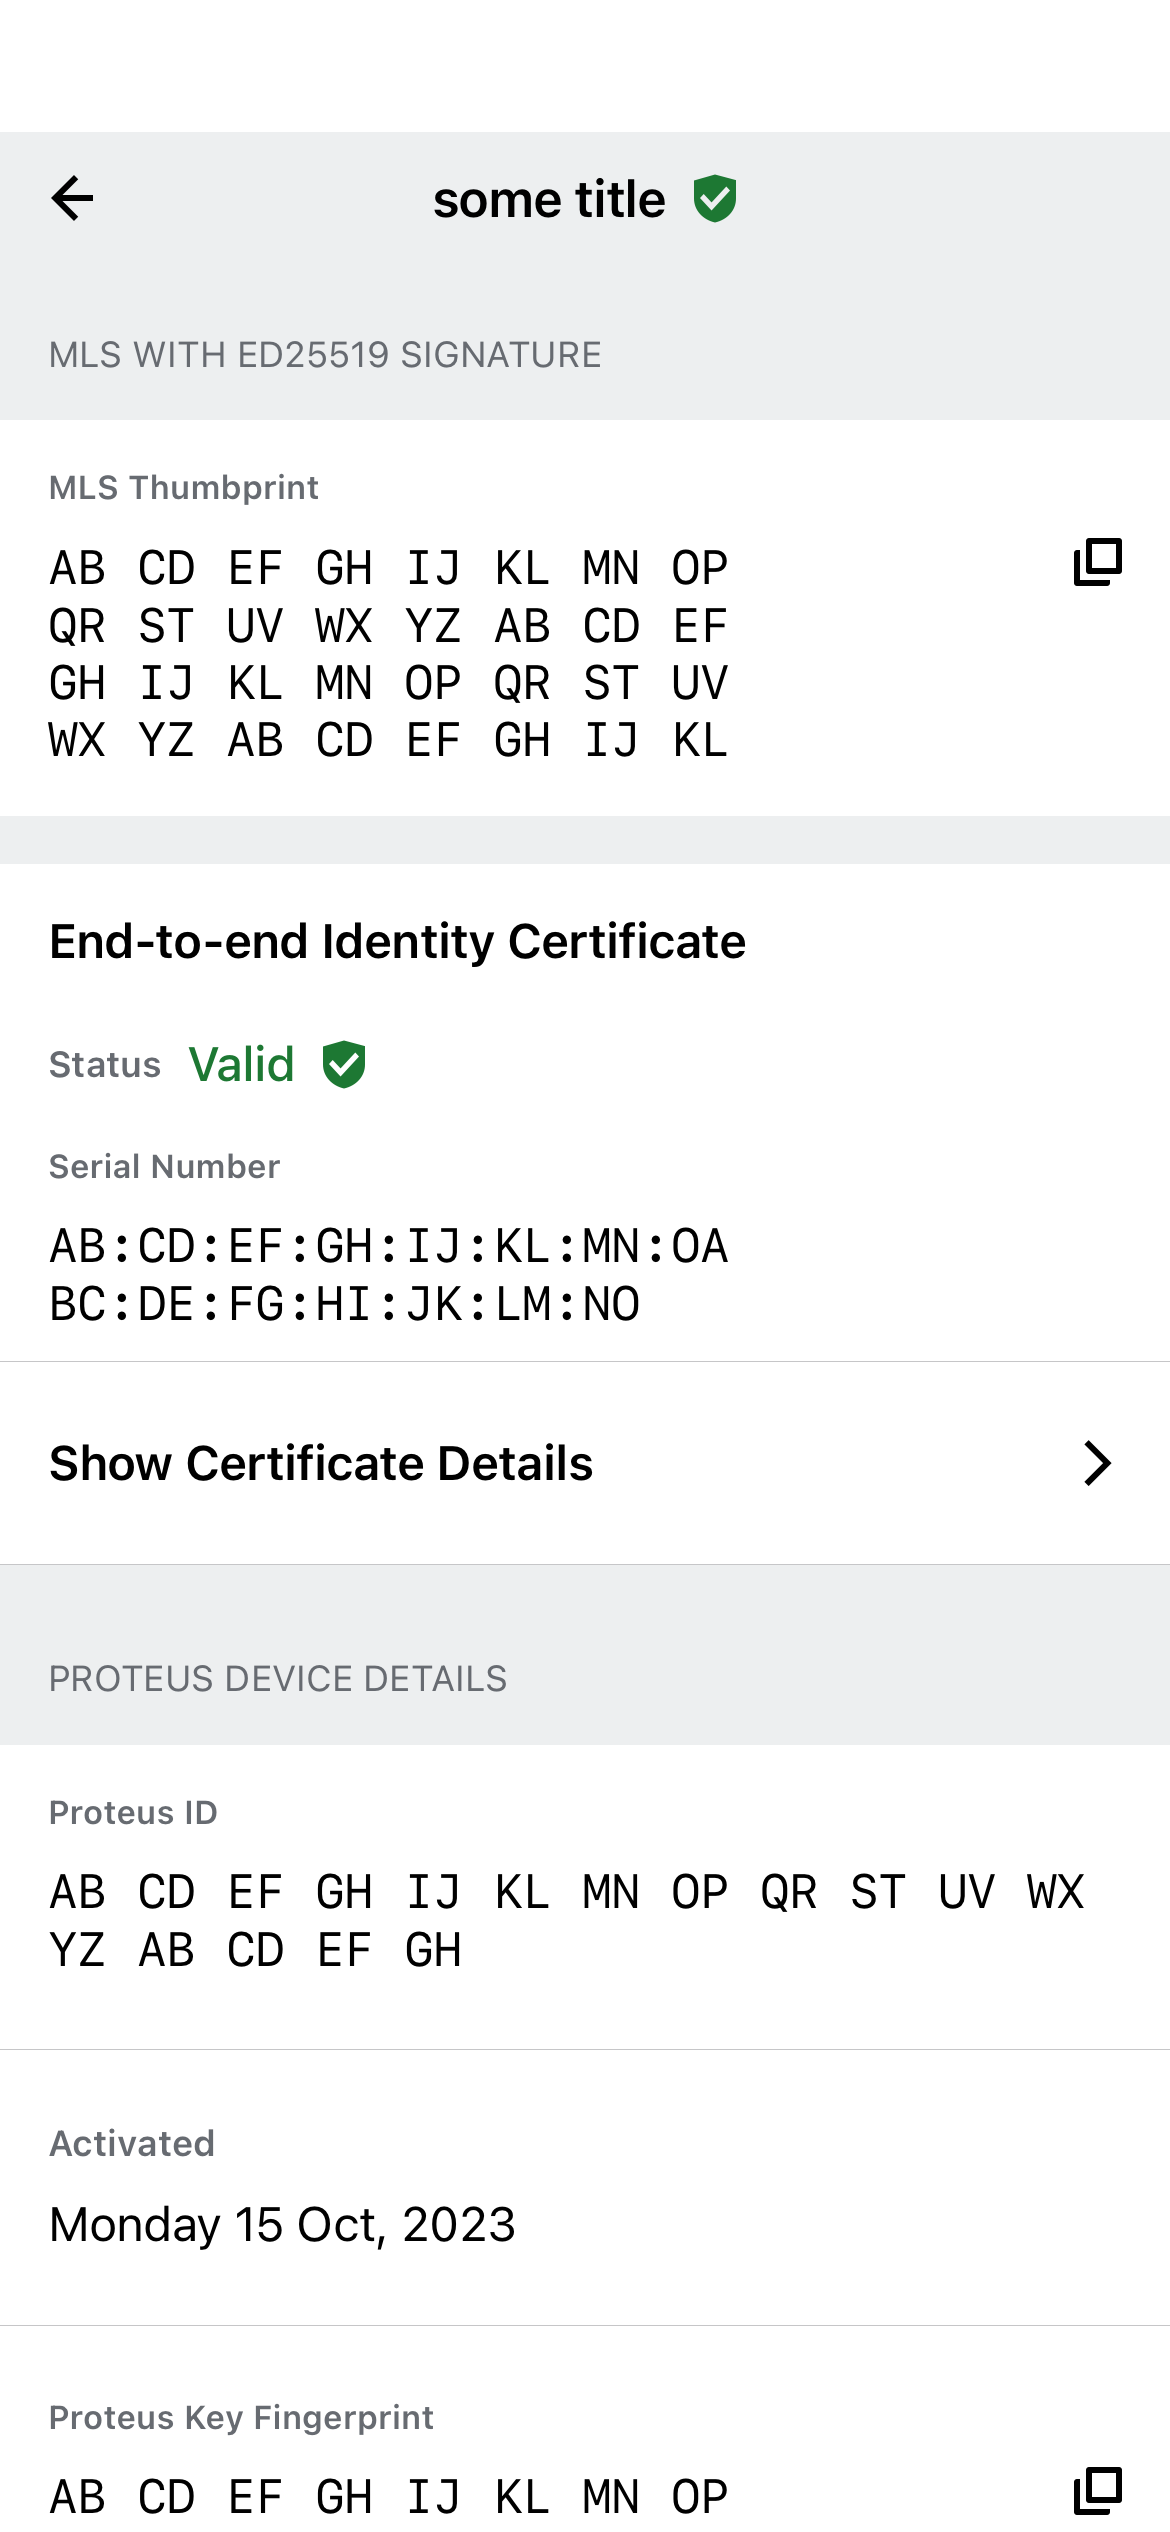 some title
MLS WITH ED25519 SIGNATURE
MLS Thumbprint
AB CD EF GH IJ KL MN OP
QR ST UV WX YZ AB CD EF
GH IJ KL MN OP QR ST UV
WX YZ AB CD EF GH IJ KL
End-to-end Identity Certificate
Status Valid
Serial Number
AB:CD:EF:GH:IJ:KL:MN:OA
BC:DE:FG:HI:JK:LM:NO
Show Certificate Details
PROTEUS DEVICE DETAILS
Proteus ID
AB CD EF GH IJ KL MN OP QR ST UV WX
YZ AB CD EF GH
Activated
Monday 15 Oct, 2023
Proteus Key Fingerprint
AB CD EF GH IJ KL MN OP